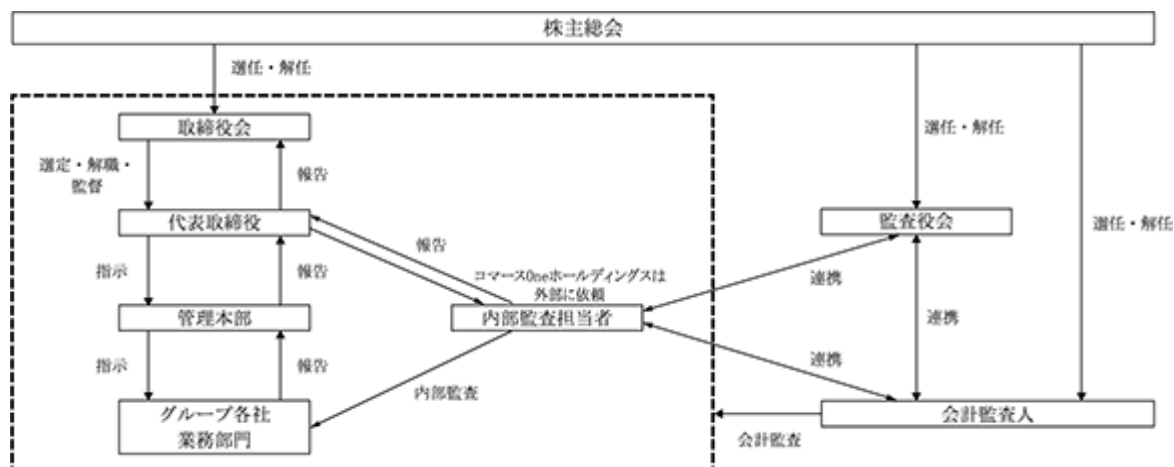 株主総会
選任・解任
取締役会
選任・解任
選定・解職・
監督
報告
代表取締役
監査役会
選任・解任
報告
指示
報告
コマースOneホールディングスは
外部に依頼
連携
管理本部
内部監査担当者
連携
指示
報告
連携
内部監査
グループ各社
業務部門
会計監査人
会計監査